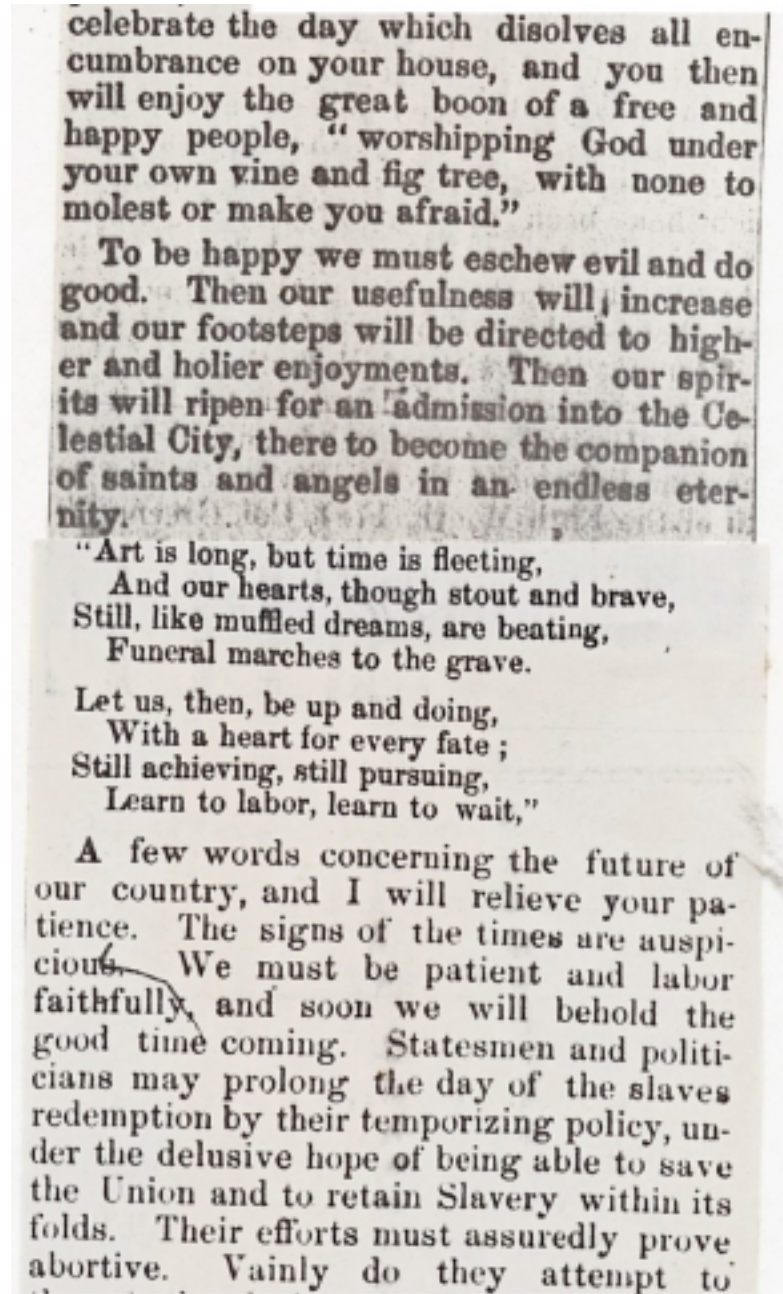 celebrate the day which disolves all en-
cumbrance on your house, and you then
will enjoy the great boon of a free and
happy people, "worshipping God under
your own vine and fig tree, with none to
molest or make you afraid."
To be happy we must eschew evil and do
good. Then our usefulness will increase
and our footsteps will be directed to high-
er and holier enjoyments. Then our spir-
its will ripen for an admission into the Ce-
lestial City, there to become the companion
of saints and angels in an endless eter-
nity.
"Art is long, but time is fleeting,
And our hearts, though stout and brave,
Still, like muffled dreams, are beating,
Funeral marches to the grave.
Let us, then, be up and doing,
With a heart for every fate ;
Still achieving, still pursuing,
Learn to labor, learn to wait,"
A few words concerning the future of
our country, and I will relieve your pa-
tience. The signs of the times are auspi-
cious. We must be patient and labor
faithfully, and soon we will behold the
good time coming. Statesmen and politi-
cians may prolong the day of the slaves
redemption by their temporizing policy, un-
der the delusive hope of being able to save
the Union and to retain Slavery within its
folds. Their efforts must assuredly prove
abortive. Vainly do they attempt to